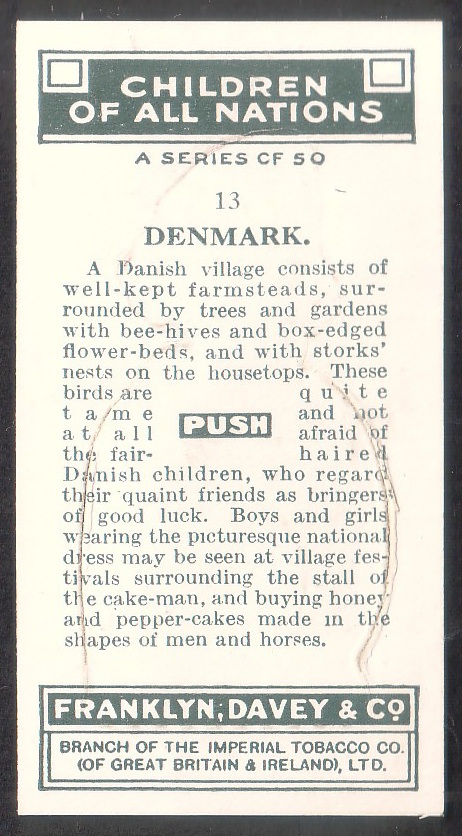 CHILDREN
OF ALL NATIONS
A SERIES OF 50
13
DENMARK.
A Danish village consists of
well-kept farmsteads, sur-
rounded by trees and gardens
with bee-hives and box-edged
flower-beds, and with storks'
nests on the housetops. These
birds are quite
tame and not
at all PUSH afraid of
the fair- haired
Danish children, who regard
their quaint friends as bringers
of good luck. Boys and girls
wearing the picturesque national
dress may be seen at village fes-
tivals surrounding the stall of
the cake-man, and buying honey
and pepper-cakes made in the
shapes of men and horses.
FRANKLYN, DAVEY & Co.
BRANCH OF THE IMPERIAL TOBACCO CO.
(OF GREAT BRITAIN & IRELAND), LTD.